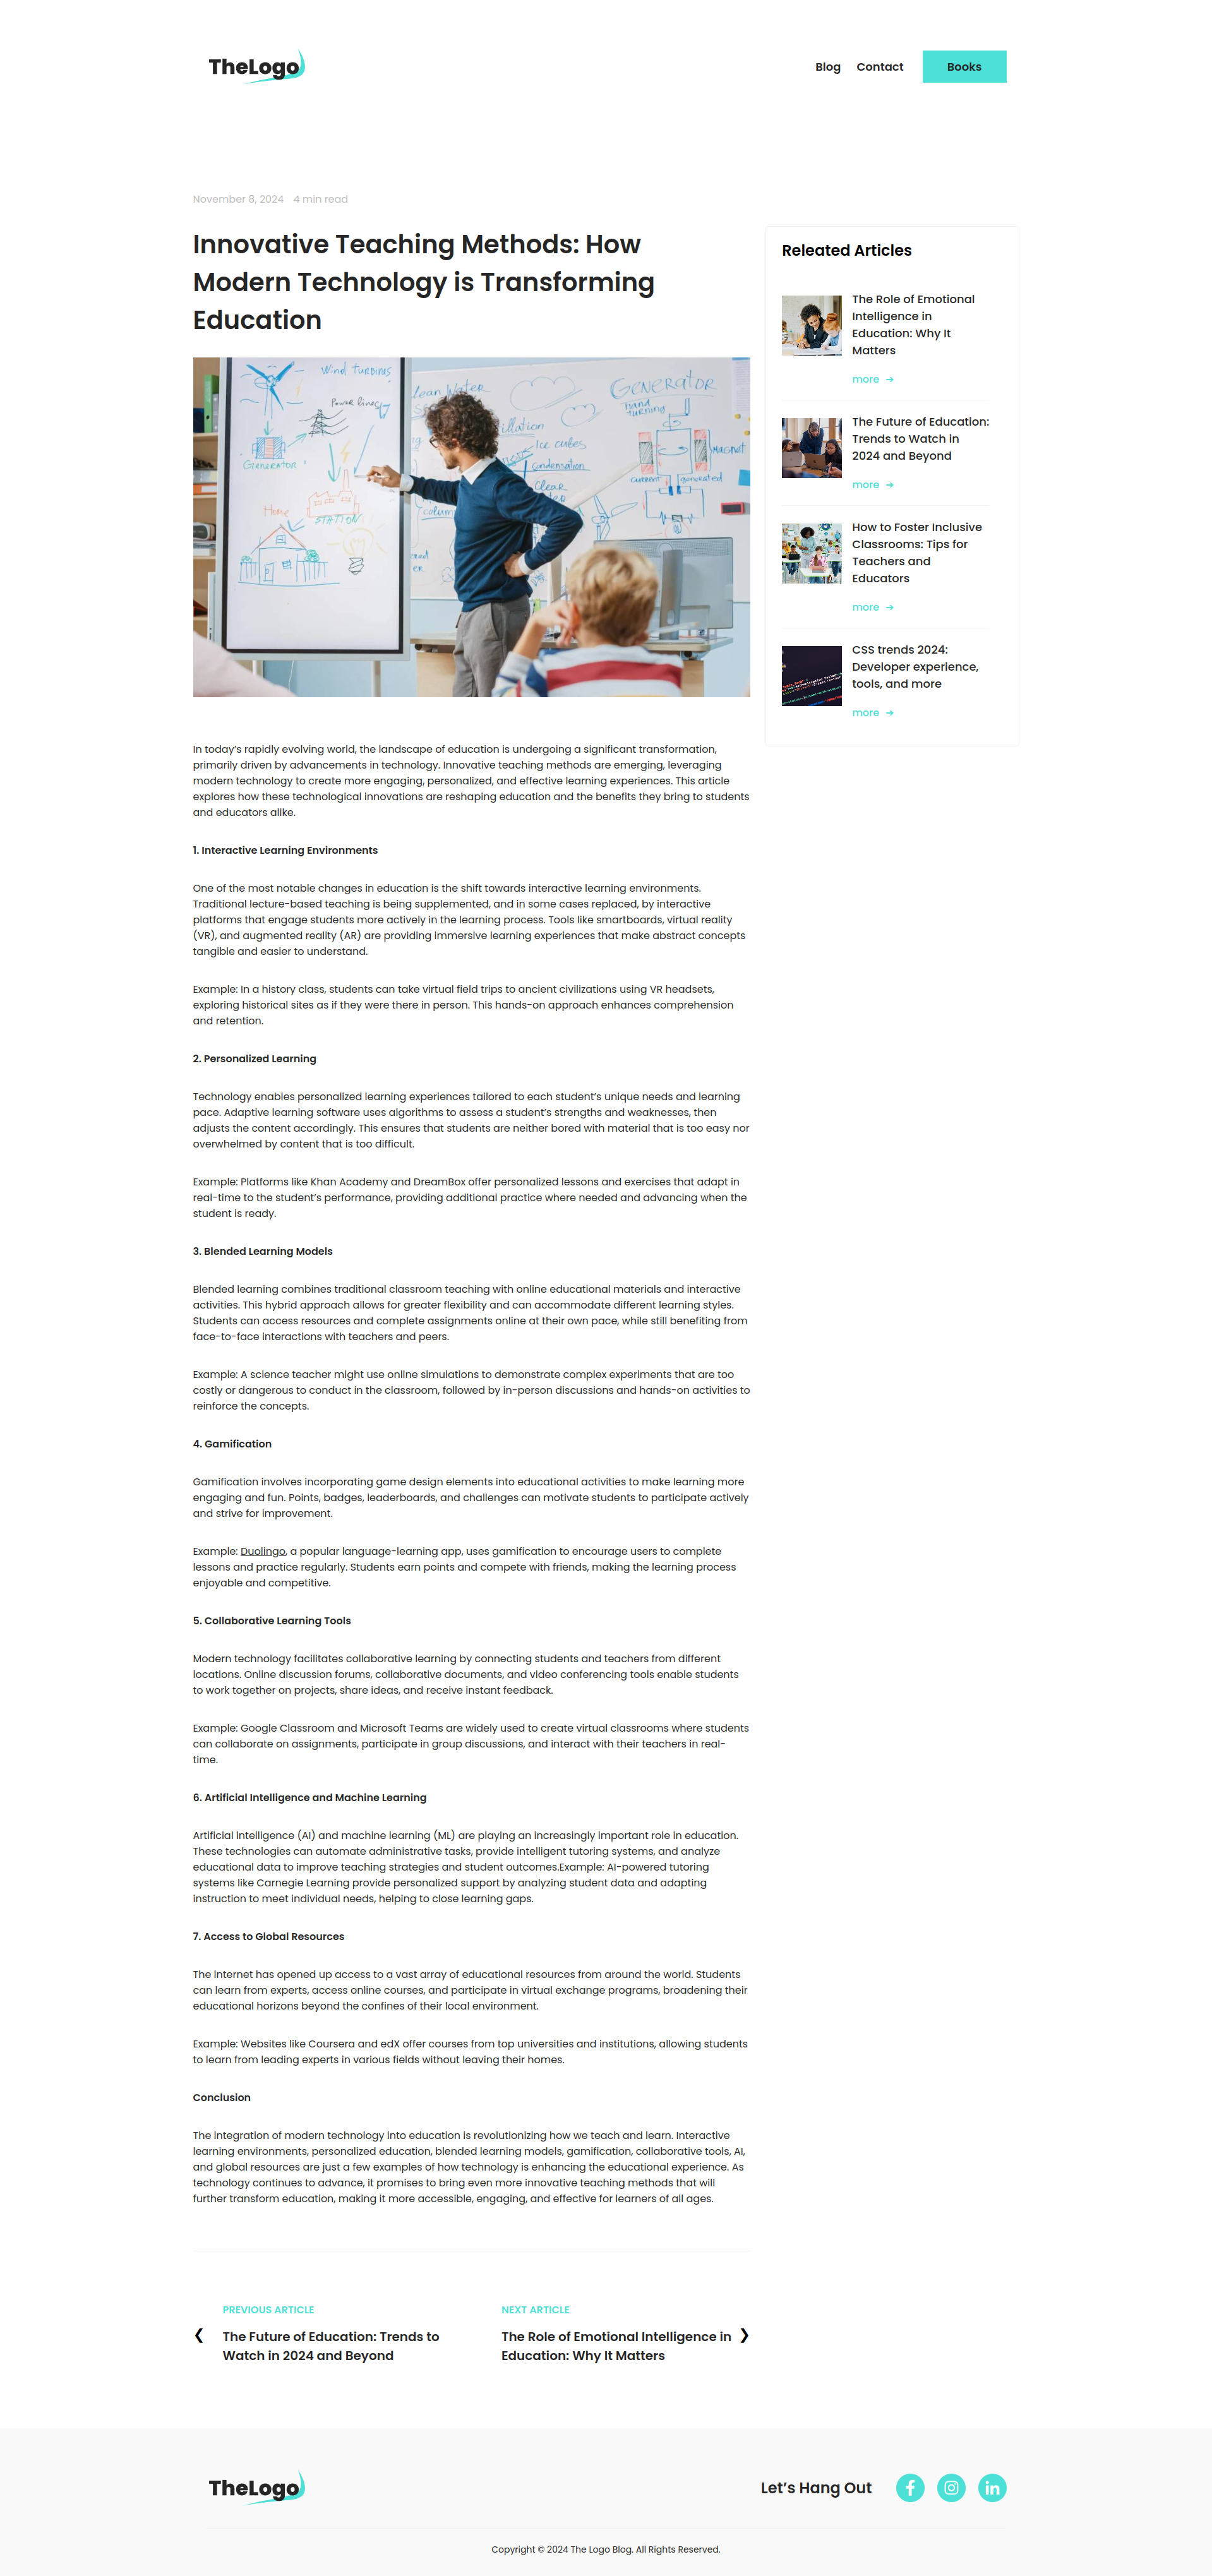 TheLogo
Blog Contact Books
November 8, 2024 4 min read
Innovative Teaching Methods: How
Modern Technology is Transforming
Education
Wind turbines
Power lines
Generator
Home
STATION
Lean Water
Ice cubes
Condensation
Clear
GENERATOR
hand
turning
MAGNET
current generated
In today’s rapidly evolving world, the landscape of education is undergoing a significant transformation,
primarily driven by advancements in technology. Innovative teaching methods are emerging, leveraging
modern technology to create more engaging, personalized, and effective learning experiences. This article
explores how these technological innovations are reshaping education and the benefits they bring to students
and educators alike.
1. Interactive Learning Environments
One of the most notable changes in education is the shift towards interactive learning environments.
Traditional lecture-based teaching is being supplemented, and in some cases replaced, by interactive
platforms that engage students more actively in the learning process. Tools like smartboards, virtual reality
(VR), and augmented reality (AR) are providing immersive learning experiences that make abstract concepts
tangible and easier to understand.
Example: In a history class, students can take virtual field trips to ancient civilizations using VR headsets,
exploring historical sites as if they were there in person. This hands-on approach enhances comprehension
and retention.
2. Personalized Learning
Technology enables personalized learning experiences tailored to each student’s unique needs and learning
pace. Adaptive learning software uses algorithms to assess a student’s strengths and weaknesses, then
adjusts the content accordingly. This ensures that students are neither bored with material that is too easy nor
overwhelmed by content that is too difficult.
Example: Platforms like Khan Academy and DreamBox offer personalized lessons and exercises that adapt in
real-time to the student’s performance, providing additional practice where needed and advancing when the
student is ready.
3. Blended Learning Models
Blended learning combines traditional classroom teaching with online educational materials and interactive
activities. This hybrid approach allows for greater flexibility and can accommodate different learning styles.
Students can access resources and complete assignments online at their own pace, while still benefiting from
face-to-face interactions with teachers and peers.
Example: A science teacher might use online simulations to demonstrate complex experiments that are too
costly or dangerous to conduct in the classroom, followed by in-person discussions and hands-on activities to
reinforce the concepts.
4. Gamification
Gamification involves incorporating game design elements into educational activities to make learning more
engaging and fun. Points, badges, leaderboards, and challenges can motivate students to participate actively
and strive for improvement.
Example: Duolingo, a popular language-learning app, uses gamification to encourage users to complete
lessons and practice regularly. Students earn points and compete with friends, making the learning process
enjoyable and competitive.
5. Collaborative Learning Tools
Modern technology facilitates collaborative learning by connecting students and teachers from different
locations. Online discussion forums, collaborative documents, and video conferencing tools enable students
to work together on projects, share ideas, and receive instant feedback.
Example: Google Classroom and Microsoft Teams are widely used to create virtual classrooms where students
can collaborate on assignments, participate in group discussions, and interact with their teachers in real-
time.
6. Artificial Intelligence and Machine Learning
Artificial intelligence (AI) and machine learning (ML) are playing an increasingly important role in education.
These technologies can automate administrative tasks, provide intelligent tutoring systems, and analyze
educational data to improve teaching strategies and student outcomes.Example: AI-powered tutoring
systems like Carnegie Learning provide personalized support by analyzing student data and adapting
instruction to meet individual needs, helping to close learning gaps.
7. Access to Global Resources
The internet has opened up access to a vast array of educational resources from around the world. Students
can learn from experts, access online courses, and participate in virtual exchange programs, broadening their
educational horizons beyond the confines of their local environment.
Example: Websites like Coursera and edX offer courses from top universities and institutions, allowing students
to learn from leading experts in various fields without leaving their homes.
Conclusion
The integration of modern technology into education is revolutionizing how we teach and learn. Interactive
learning environments, personalized education, blended learning models, gamification, collaborative tools, AI,
and global resources are just a few examples of how technology is enhancing the educational experience. As
technology continues to advance, it promises to bring even more innovative teaching methods that will
further transform education, making it more accessible, engaging, and effective for learners of all ages.
Releated Articles
The Role of Emotional
Intelligence in
Education: Why It
Matters
more →
The Future of Education:
Trends to Watch in
2024 and Beyond
more →
How to Foster Inclusive
Classrooms: Tips for
Teachers and
Educators
more →
CSS trends 2024:
Developer experience,
tools, and more
more →
PREVIOUS ARTICLE
❮ The Future of Education: Trends to
Watch in 2024 and Beyond
NEXT ARTICLE
The Role of Emotional Intelligence in ❯
Education: Why It Matters
TheLogo
Let’s Hang Out
Copyright © 2024 The Logo Blog. All Rights Reserved.